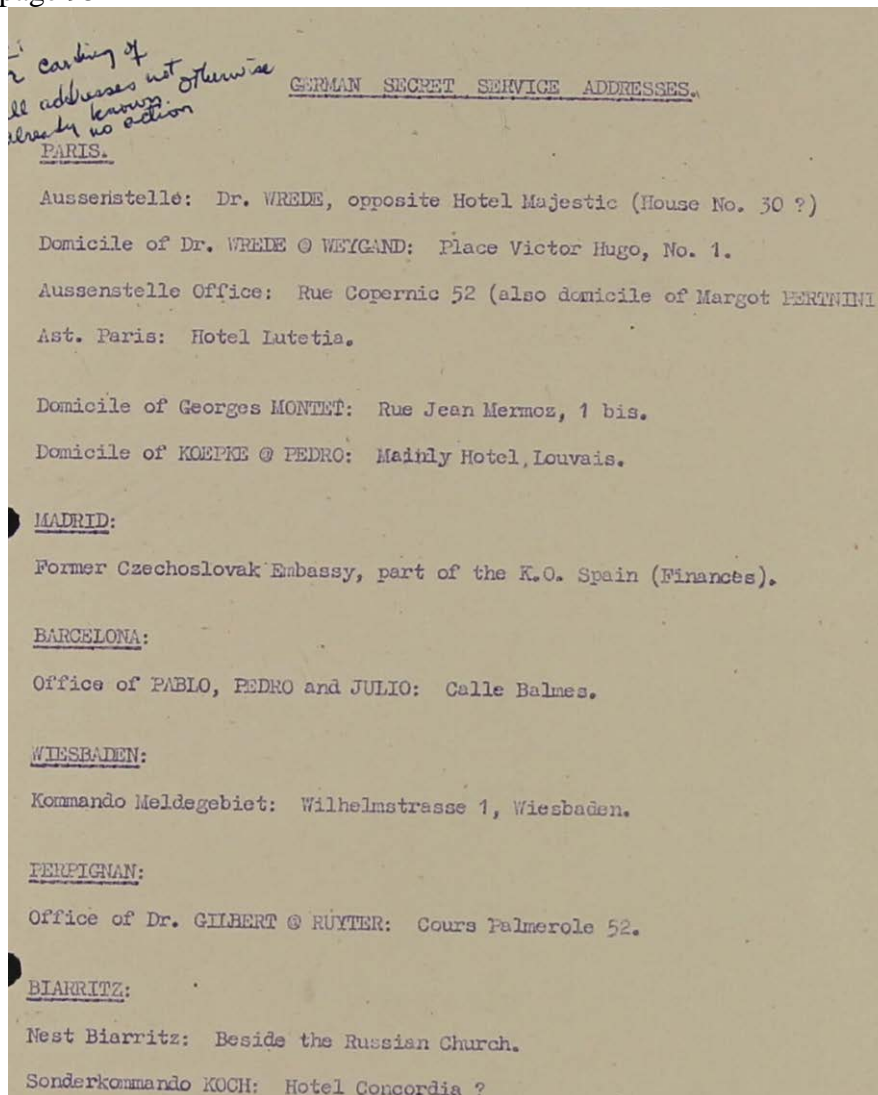 carding of
all addresses not otherwise
already known. no action
GERMAN SECRET SERVICE ADDRESSES.
PARIS.
Aussenstelle: Dr. WREDE, opposite Hotel Majestic (House No. 30 ?)
Domicile of Dr. WREDE @ WEYGAND: Place Victor Hugo, No. 1.
Aussenstelle Office: Rue Copernic 52 (also domicile of Margot PERTNINI
Ast. Paris: Hotel Lutetia.
Domicile of Georges MONTET: Rue Jean Mermoz, 1 bis.
Domicile of KOEPKE @ PEDRO: Mainly Hotel, Louvais.
MADRID:
Former Czechoslovak Embassy, part of the K.O. Spain (Finances).
BARCELONA:
Office of PABLO, PEDRO and JULIO: Calle Balmes.
WIESBADEN:
Kommando Meldegebiet: Wilhelmstrasse 1, Wiesbaden.
PERPIGNAN:
Office of Dr. GILBERT @ RUYTER: Cours Palmerole 52.
BIARRITZ:
Nest Biarritz: Beside the Russian Church.
Sonderkommando KOCH: Hotel Concordia ?